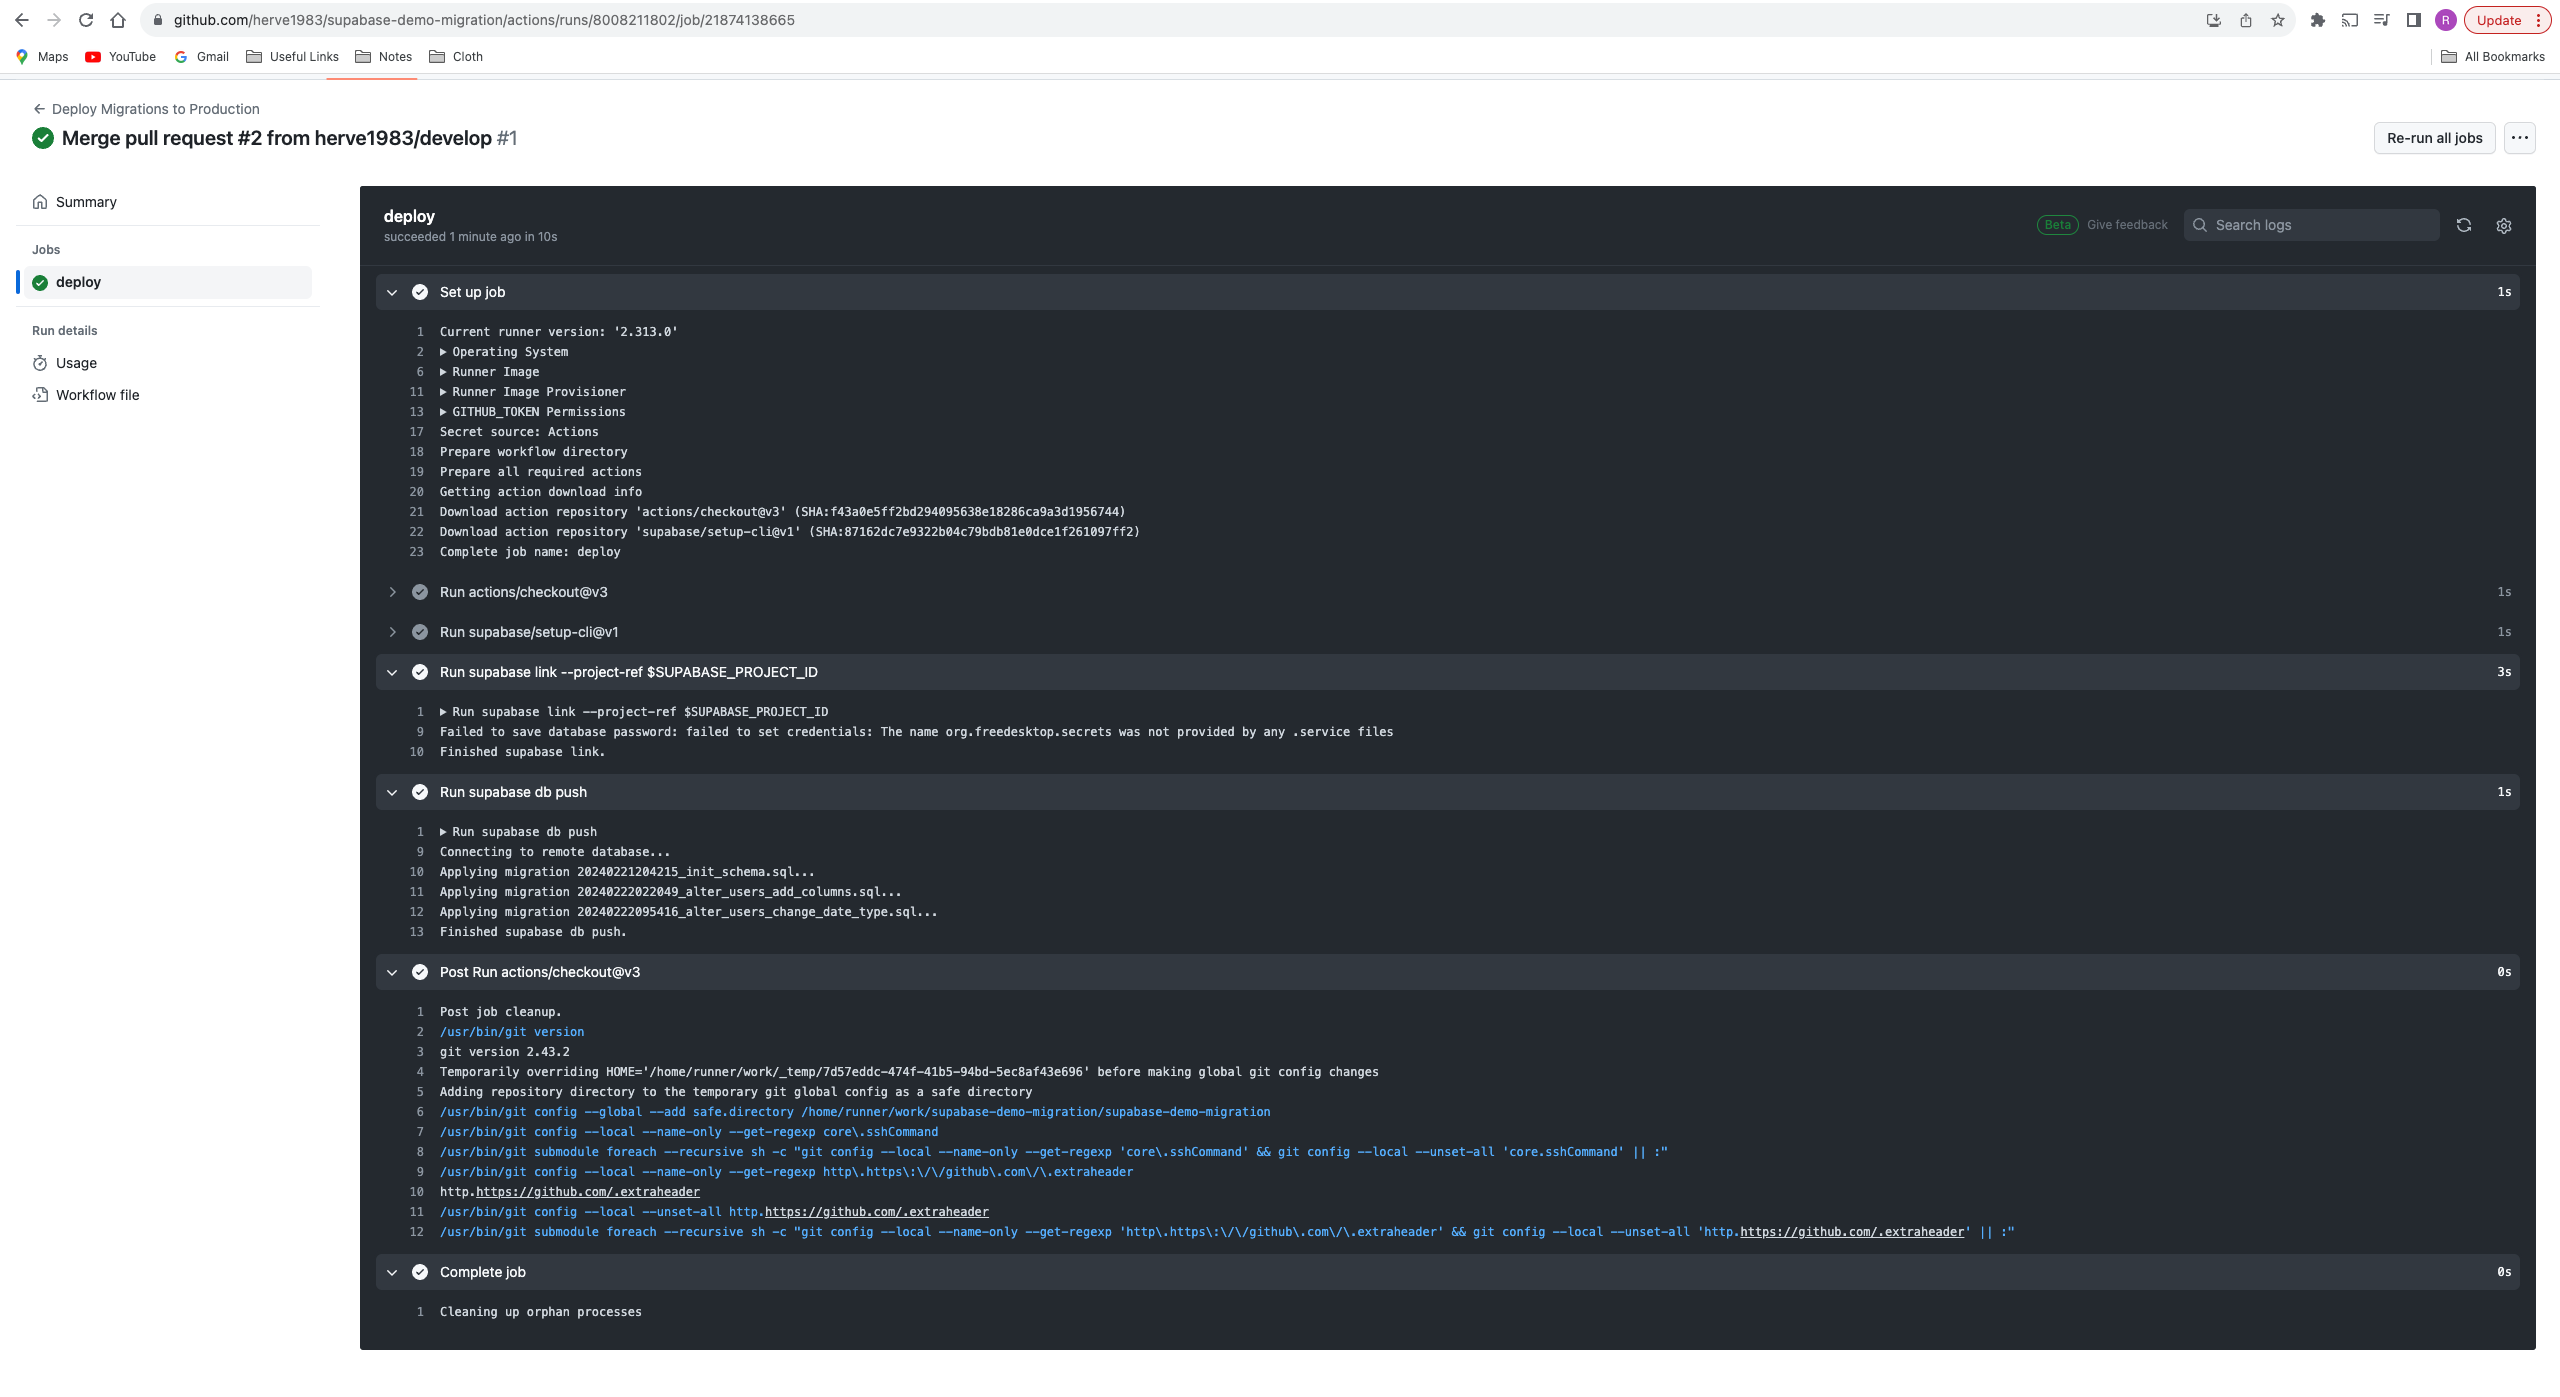 github.com/herve1983/supabase-demo-migration/actions/runs/8008211802/job/21874138665
R
Update
Maps
YouTube
Gmail
Useful Links
Notes
Cloth
All Bookmarks
Deploy Migrations to Production
Merge pull request #2 from herve1983/develop #1
Re-run all jobs
Summary
Jobs
deploy
Run details
Usage
Workflow file
deploy
succeeded 1 minute ago in 10s
Beta Give feedback
Search logs
Set up job 1s
1 Current runner version: '2.313.0'
2 Operating System
6 Runner Image
11 Runner Image Provisioner
13 GITHUB_TOKEN Permissions
17 Secret source: Actions
18 Prepare workflow directory
19 Prepare all required actions
20 Getting action download info
21 Download action repository 'actions/checkout@v3' (SHA:f43a0e5ff2bd294095638e18286ca9a3d1956744)
22 Download action repository 'supabase/setup-cli@v1' (SHA:87162dc7e9322b04c79bdb81e0dce1f261097ff2)
23 Complete job name: deploy
Run actions/checkout@v3 1s
Run supabase/setup-cli@v1 1s
Run supabase link --project-ref $SUPABASE_PROJECT_ID 3s
1 Run supabase link --project-ref $SUPABASE_PROJECT_ID
9 Failed to save database password: failed to set credentials: The name org.freedesktop.secrets was not provided by any .service files
10 Finished supabase link.
Run supabase db push 1s
1 Run supabase db push
9 Connecting to remote database...
10 Applying migration 20240221204215_init_schema.sql...
11 Applying migration 20240222022049_alter_users_add_columns.sql...
12 Applying migration 20240222095416_alter_users_change_date_type.sql...
13 Finished supabase db push.
Post Run actions/checkout@v3 0s
1 Post job cleanup.
2 /usr/bin/git version
3 git version 2.43.2
4 Temporarily overriding HOME='/home/runner/work/_temp/7d57eddc-474f-41b5-94bd-5ec8af43e696' before making global git config changes
5 Adding repository directory to the temporary git global config as a safe directory
6 /usr/bin/git config --global --add safe.directory /home/runner/work/supabase-demo-migration/supabase-demo-migration
7 /usr/bin/git config --local --name-only --get-regexp core\.sshCommand
8 /usr/bin/git submodule foreach --recursive sh -c "git config --local --name-only --get-regexp 'core\.sshCommand' && git config --local --unset-all 'core.sshCommand' || :"
9 /usr/bin/git config --local --name-only --get-regexp http\.https\:\/\/github\.com\/\.extraheader
10 http.https://github.com/.extraheader
11 /usr/bin/git config --local --unset-all http.https://github.com/.extraheader
12 /usr/bin/git submodule foreach --recursive sh -c "git config --local --name-only --get-regexp 'http\.https\:\/\/github\.com\/\.extraheader' && git config --local --unset-all 'http.https://github.com/.extraheader' || :"
Complete job 0s
1 Cleaning up orphan processes